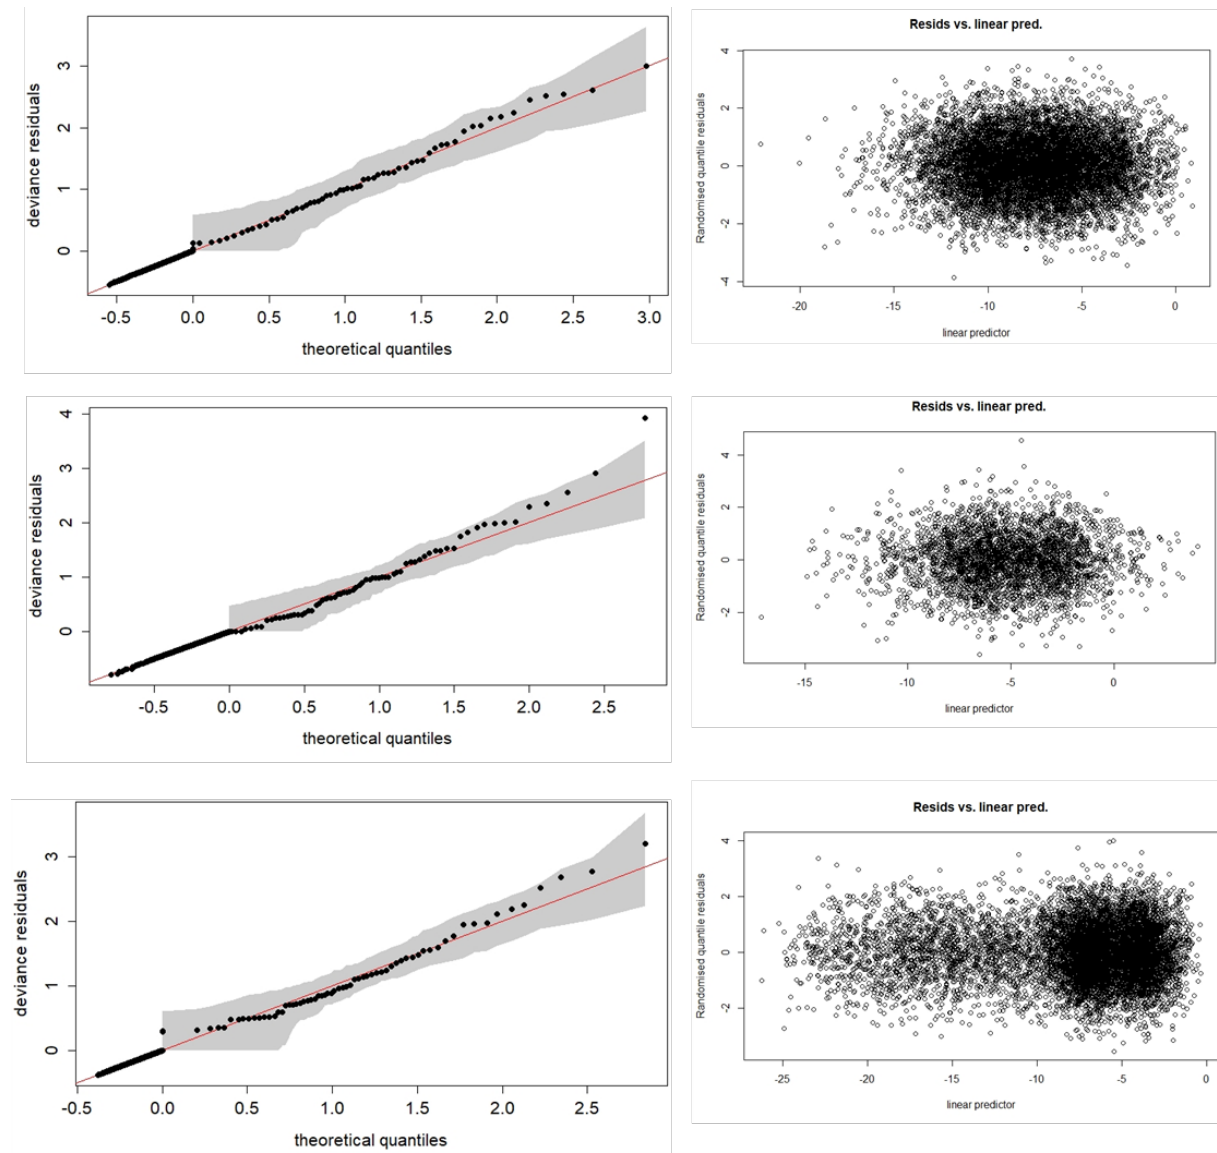 deviance residuals
3
2
1
0
-0.5 0.0 0.5 1.0 1.5 2.0 2.5 3.0
theoretical quantiles
Resids vs. linear pred.
Randomised quantile residuals
4
2
0
-2
-4
-20 -15 -10 -5 0
linear predictor
deviance residuals
4
3
2
1
0
-0.5 0.0 0.5 1.0 1.5 2.0 2.5
theoretical quantiles
Resids vs. linear pred.
Randomised quantile residuals
4
2
0
-2
-15 -10 -5 0
linear predictor
deviance residuals
3
2
1
0
-0.5 0.0 0.5 1.0 1.5 2.0 2.5
theoretical quantiles
Resids vs. linear pred.
Randomised quantile residuals
4
2
0
-2
-25 -20 -15 -10 -5 0
linear predictor